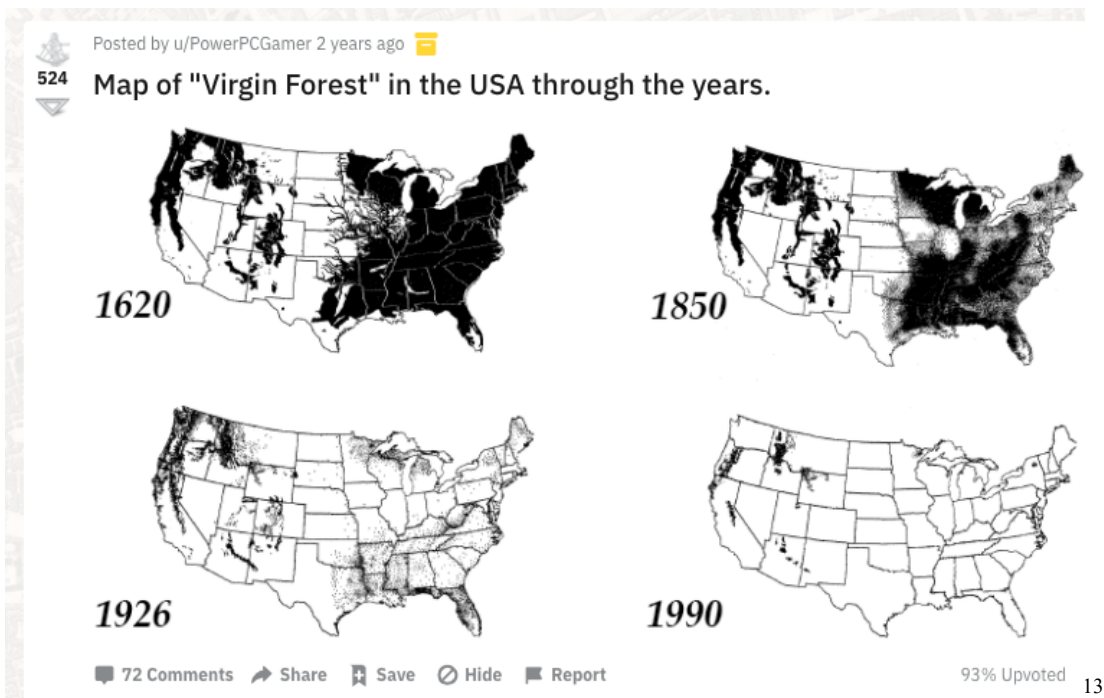 Posted by u/PowerPCGamer 2 years ago
524
Map of "Virgin Forest" in the USA through the years.
1620
1850
1926
1990
72 Comments Share Save Hide Report
93% Upvoted
13